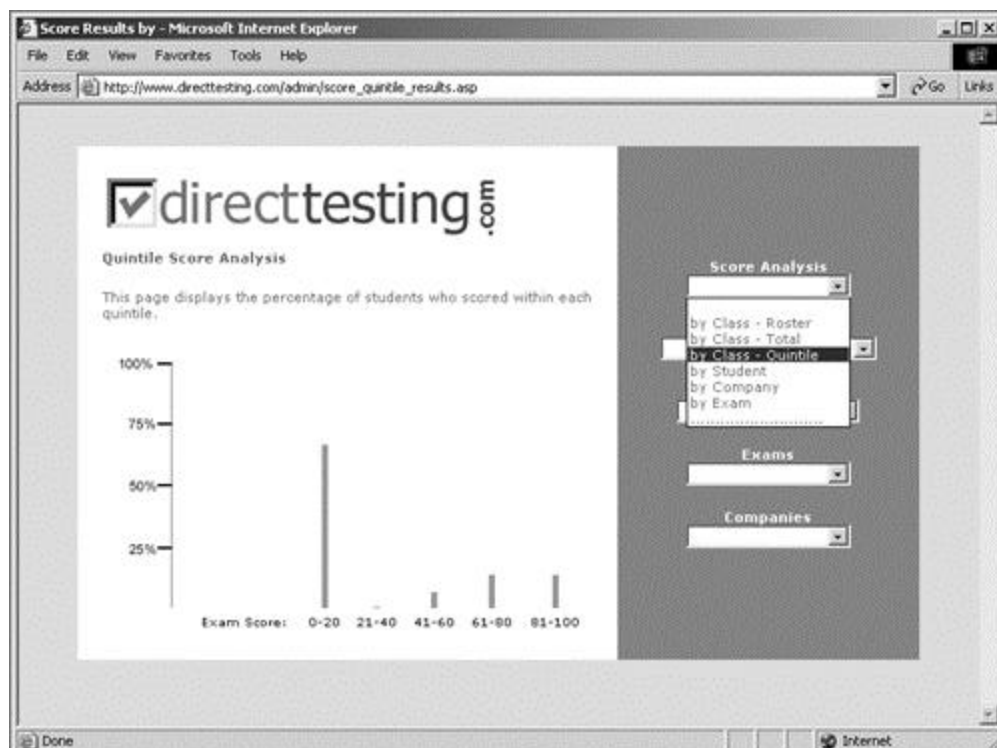 Score Results by - Microsoft Internet Explorer
File Edit View Favorites Tools Help
Address http://www.directtesting.com/admin/score_quintile_results.asp Go Links
directtesting.com
Quintile Score Analysis
This page displays the percentage of students who scored within each
quintile.
100%
75%
50%
25%
Exam Score: 0-20 21-40 41-60 61-80 81-100
Score Analysis
by Class - Roster
by Class - Total
by Class - Quintile
by Student
by Company
by Exam
Exams
Companies
Done Internet